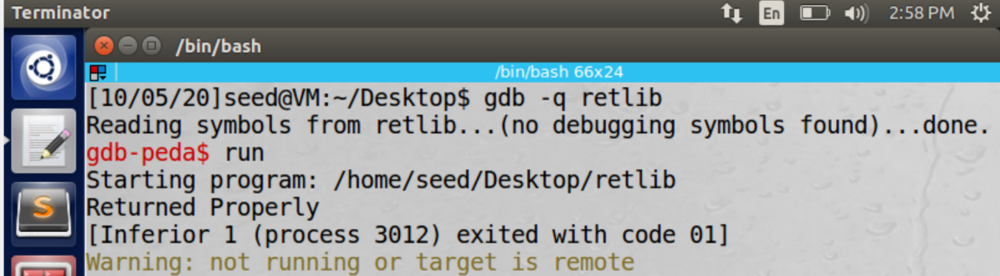 Terminator
En
2:58 PM
/bin/bash
/bin/bash 66x24
[10/05/20]seed@VM:~/Desktop$ gdb -q retlib
Reading symbols from retlib...(no debugging symbols found)...done.
gdb-peda$ run
Starting program: /home/seed/Desktop/retlib
Returned Properly
[Inferior 1 (process 3012) exited with code 01]
Warning: not running or target is remote
S